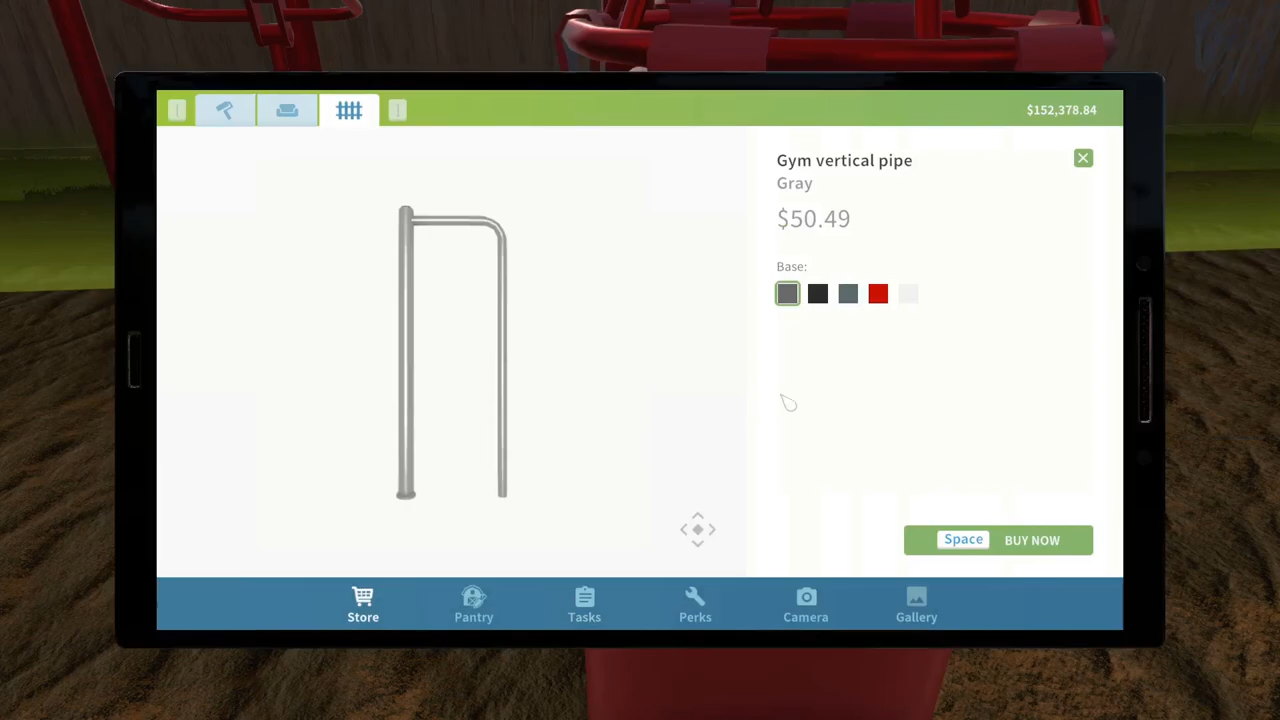 $152,378.84
Gym vertical pipe
Gray
$50.49
Base:
Space BUY NOW
Store Pantry Tasks Perks Camera Gallery